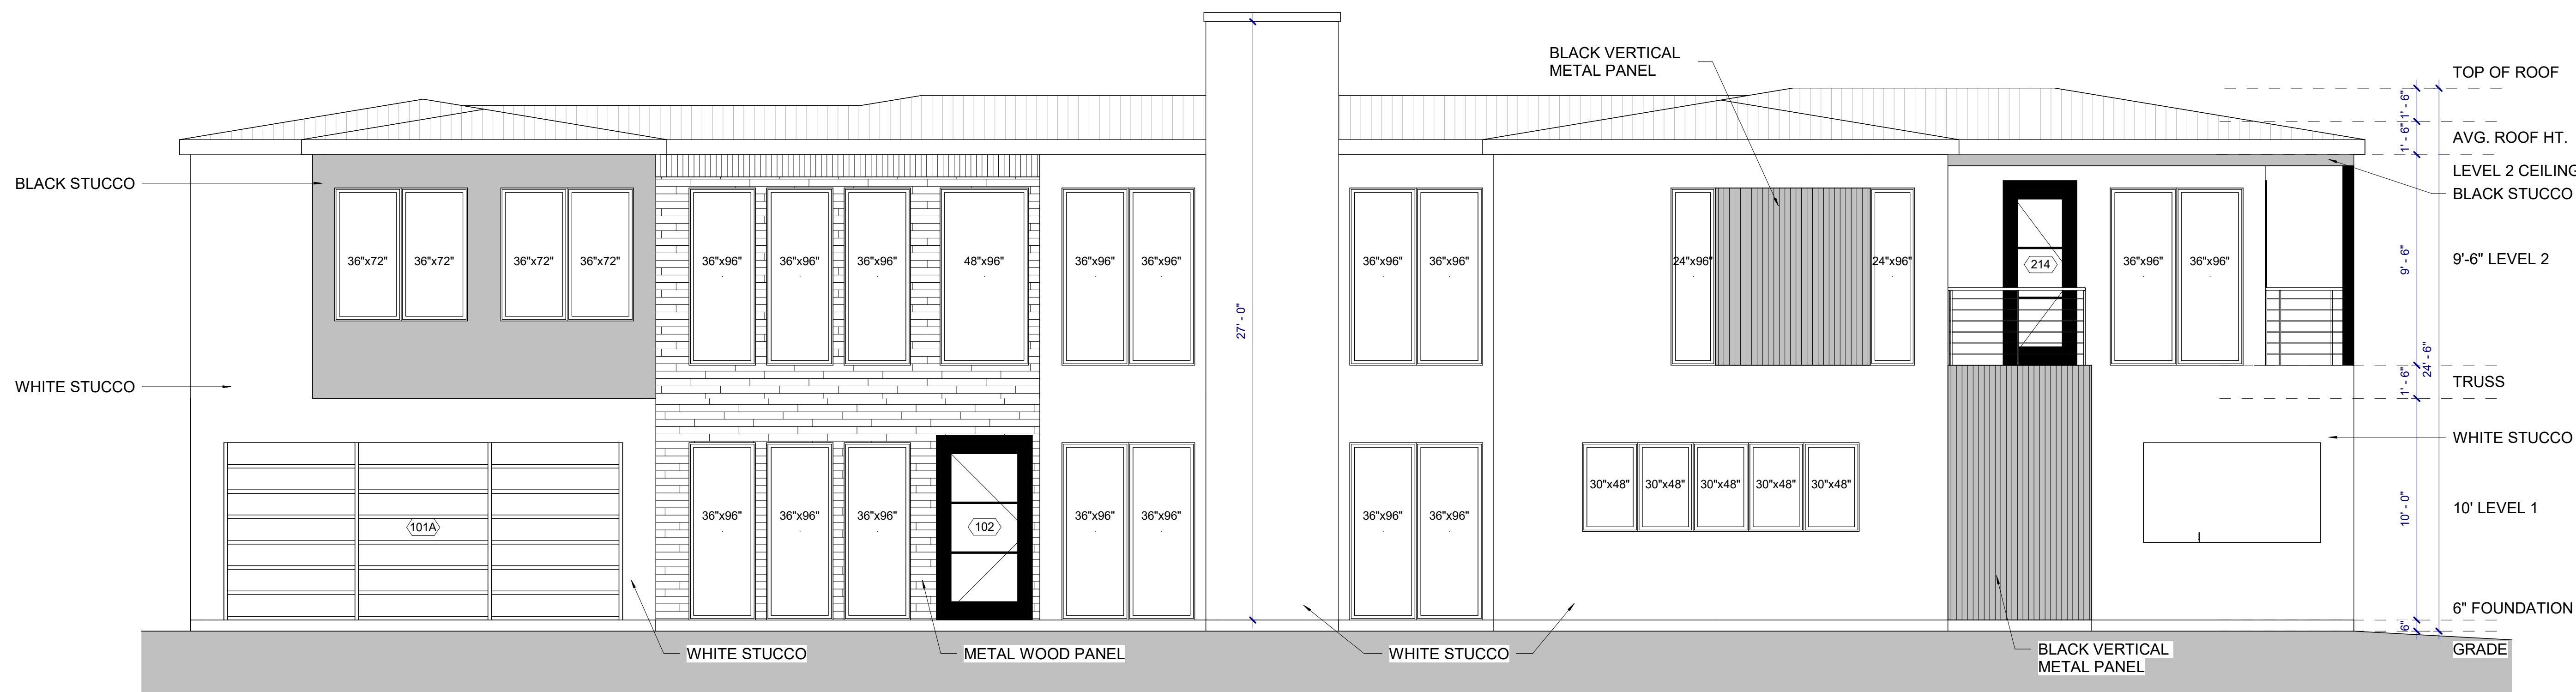 BLACK VERTICAL
METAL PANEL
TOP OF ROOF
1' - 6"
1' - 6"
AVG. ROOF HT.
LEVEL 2 CEILING
BLACK STUCCO
BLACK STUCCO
36"x72" 36"x72" 36"x72" 36"x72" 36"x96" 36"x96" 36"x96" 48"x96" 36"x96" 36"x96" 36"x96" 36"x96" 24"x96" 24"x96" 214 36"x96" 36"x96"
9' - 6"
9'-6" LEVEL 2
27' - 0"
24' - 6"
WHITE STUCCO
1' - 6"
TRUSS
WHITE STUCCO
30"x48" 30"x48" 30"x48" 30"x48" 30"x48"
101A 36"x96" 36"x96" 36"x96" 102 36"x96" 36"x96" 36"x96" 36"x96"
10' - 0"
10' LEVEL 1
6" FOUNDATION
6"
WHITE STUCCO
METAL WOOD PANEL
WHITE STUCCO
BLACK VERTICAL
METAL PANEL
GRADE